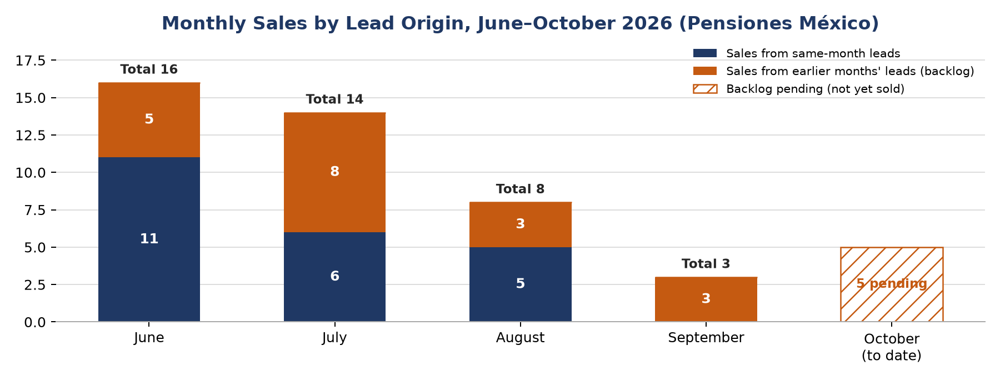 Monthly Sales by Lead Origin, June–October 2026 (Pensiones México)
Sales from same-month leads
Sales from earlier months' leads (backlog)
Backlog pending (not yet sold)
17.5
15.0
12.5
10.0
7.5
5.0
2.5
0.0
Total 16
5
11
Total 14
8
6
Total 8
3
5
Total 3
3
5 pending
June
July
August
September
October
(to date)